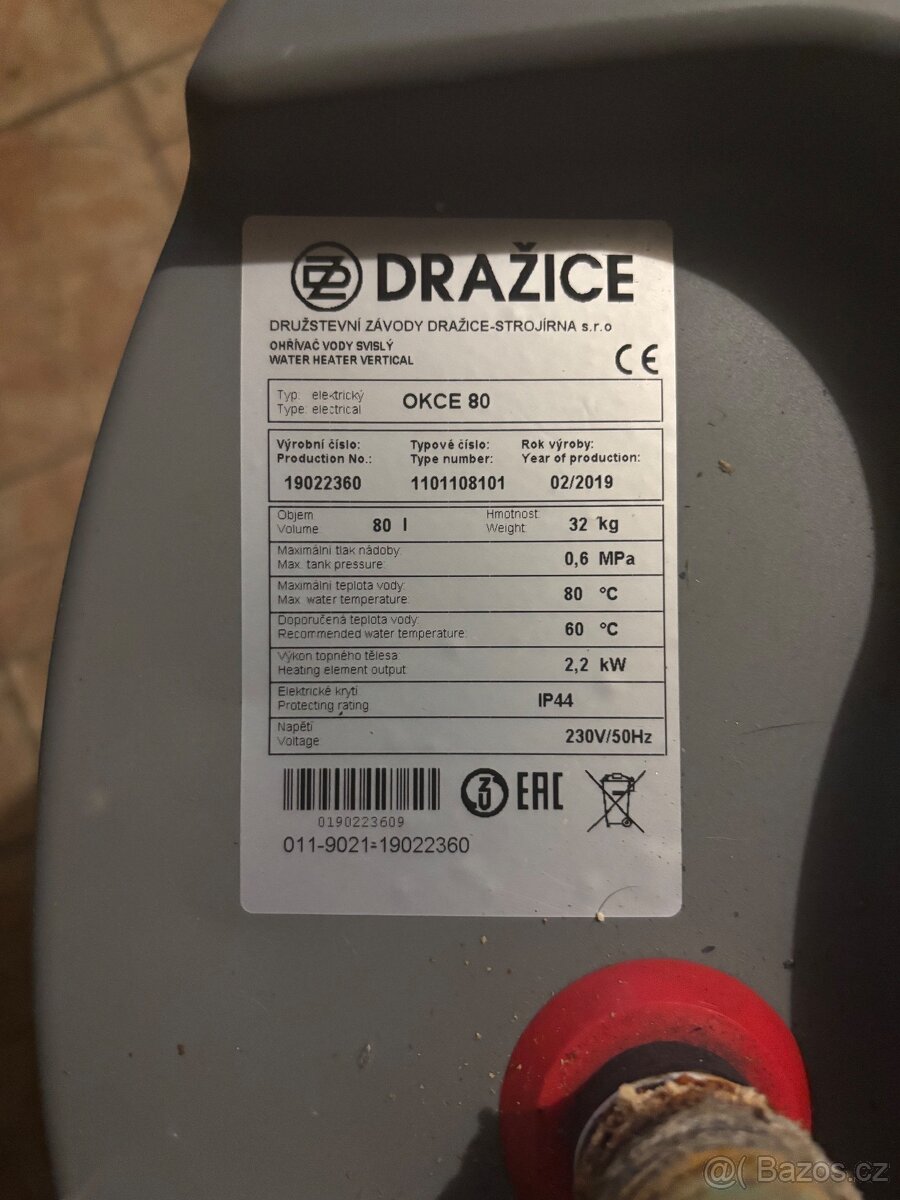 DZ DRAŽICE
DRUŽSTEVNÍ ZÁVODY DRAŽICE-STROJÍRNA s.r.o
OHŘÍVAČ VODY SVISLÝ
WATER HEATER VERTICAL
CE
Typ: elektrický
Type: electrical
OKCE 80
Výrobní číslo: Typové číslo: Rok výroby:
Production No.: Type number: Year of production:
19022360 1101108101 02/2019
Objem
Volume
80 l
Hmotnost:
Weight:
32 kg
Maximální tlak nádoby:
Max. tank pressure:
0,6 MPa
Maximální teplota vody:
Max. water temperature:
80 °C
Doporučená teplota vody:
Recommended water temperature:
60 °C
Výkon topného tělesa
Heating element output
2,2 kW
Elektrické krytí
Protecting rating
IP44
Napětí
Voltage
230V/50Hz
EAC
0190223609
011-9021-19022360
@( Bazos.cz